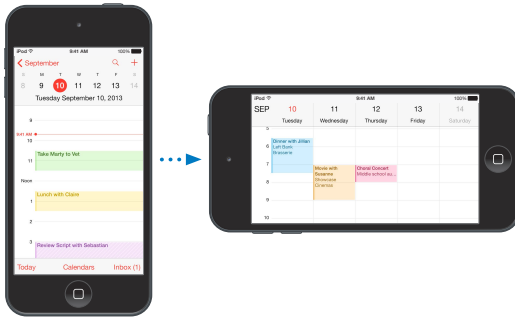 iPod 9:41 AM 100%
September
S M T W T F S
8 9 10 11 12 13 14
Tuesday September 10, 2013
9
9:41 AM
10
Take Marty to Vet
11
Noon
Lunch with Claire
1
2
3 Review Script with Sebastian
Today Calendars Inbox (1)
iPod 9:41 AM 100%
SEP 10 11 12 13 14
Tuesday Wednesday Thursday Friday Saturday
5
Dinner with Jillian
6 Left Bank
Brasserie
7 Movie with Choral Concert
Susanne Middle school au...
8 Showcase
Cinemas
9
10